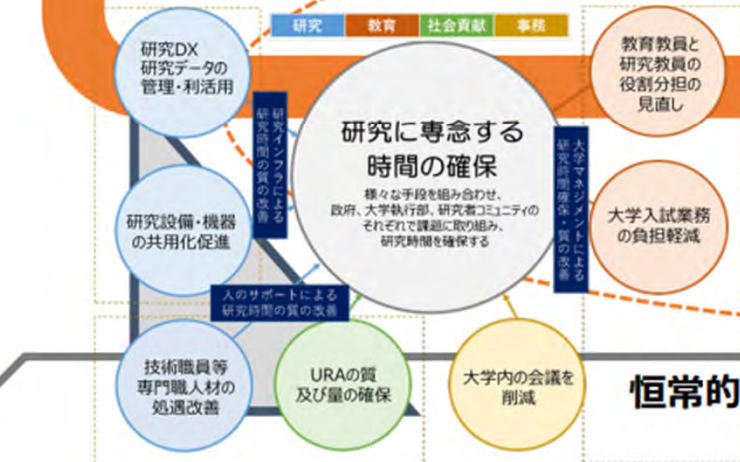 研究
教育
社会貢献
事務
研究DX
研究データの
管理・利活用
研究インフラによる
研究時間の質の改善
研究に専念する
時間の確保
様々な手段を組み合わせ、
政府、大学執行部、研究者コミュニティの
それぞれで課題に取り組み、
研究時間を確保する
教育教員と
研究教員の
役割分担の
見直し
大学マネジメントによる
研究時間確保・質の改善
研究設備・機器
の共用化促進
大学入試業務
の負担軽減
人のサポートによる
研究時間の質の改善
技術職員等
専門職人材の
処遇改善
URAの質
及び量の確保
大学内の会議を
削減
恒常的